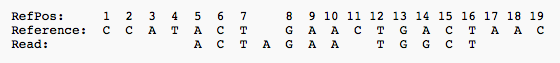 RefPos:     1  2  3  4  5  6  7     8  9 10 11 12 13 14 15 16 17 18 19
Reference:  C  C  A  T  A  C  T     G  A  A  C  T  G  A  C  T  A  A  C
Read:                   A  C  T  A  G  A  A     T  G  G  C  T